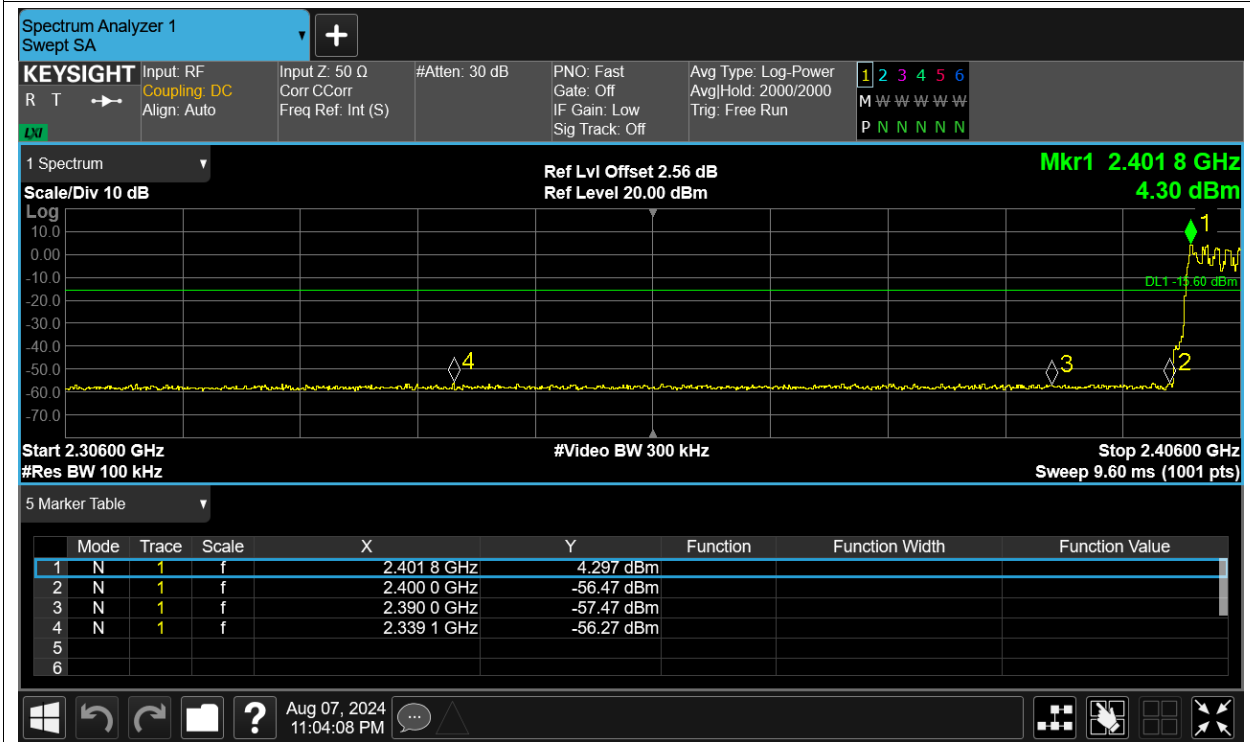 Spectrum Analyzer 1
Swept SA
+
KEYSIGHT Input: RF Input Z: 50 Ω #Atten: 30 dB PNO: Fast Avg Type: Log-Power 1 2 3 4 5 6
R T Coupling: DC Corr CCorr Gate: Off Avg|Hold: 2000/2000 M W W W W W
Align: Auto Freq Ref: Int (S) IF Gain: Low Trig: Free Run
LXI Sig Track: Off P N N N N N
1 Spectrum Ref Lvl Offset 2.56 dB Mkr1 2.401 8 GHz
Scale/Div 10 dB Ref Level 20.00 dBm 4.30 dBm
Log
10.0 1
0.00
-10.0
DL1 -15.60 dBm
-20.0
-30.0
-40.0
-50.0 4 3 2
-60.0
-70.0
Start 2.30600 GHz #Video BW 300 kHz Stop 2.40600 GHz
#Res BW 100 kHz Sweep 9.60 ms (1001 pts)
5 Marker Table
Mode Trace Scale X Y Function Function Width Function Value
1 N 1 f 2.401 8 GHz 4.297 dBm
2 N 1 f 2.400 0 GHz -56.47 dBm
3 N 1 f 2.390 0 GHz -57.47 dBm
4 N 1 f 2.339 1 GHz -56.27 dBm
5
6
? Aug 07, 2024
11:04:08 PM